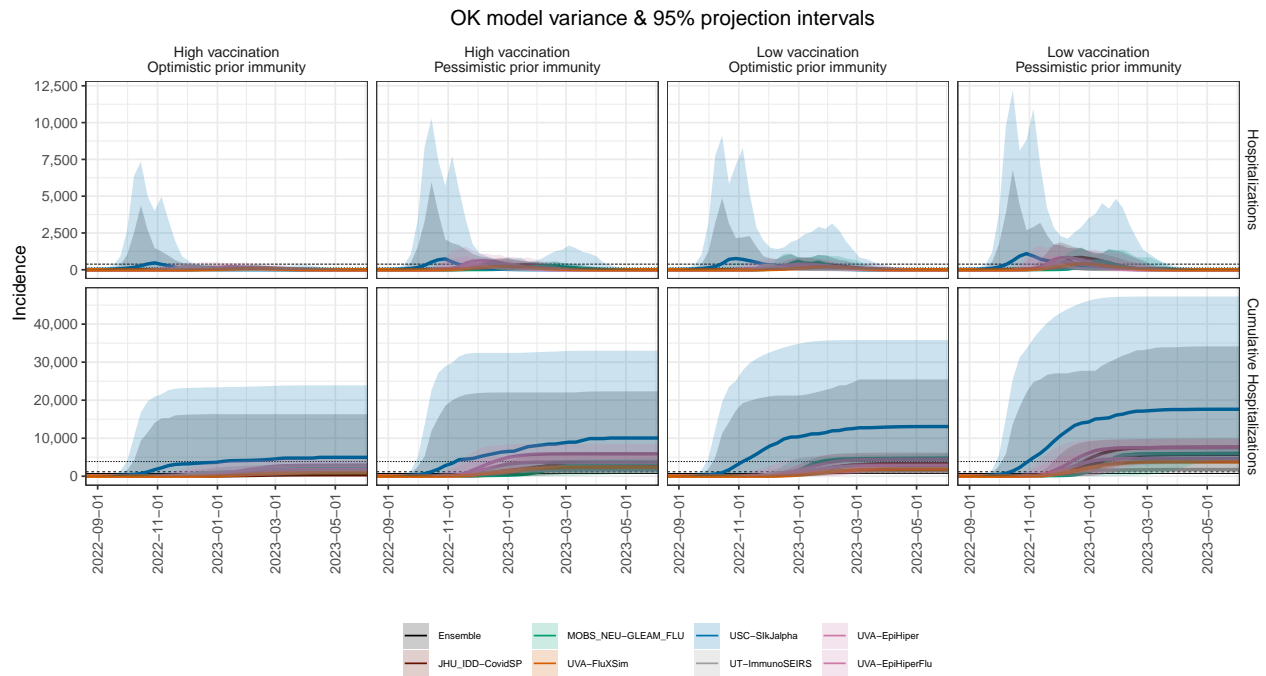 OK model variance & 95% projection intervals
High vaccination
Optimistic prior immunity
High vaccination
Pessimistic prior immunity
Low vaccination
Optimistic prior immunity
Low vaccination
Pessimistic prior immunity
Incidence
12,500
10,000
7,500
5,000
2,500
0
Hospitalizations
40,000
30,000
20,000
10,000
0
Cumulative Hospitalizations
2022−09−01
2022−11−01
2023−01−01
2023−03−01
2023−05−01
2022−09−01
2022−11−01
2023−01−01
2023−03−01
2023−05−01
2022−09−01
2022−11−01
2023−01−01
2023−03−01
2023−05−01
2022−09−01
2022−11−01
2023−01−01
2023−03−01
2023−05−01
Ensemble
MOBS_NEU−GLEAM_FLU
USC−SIkJalpha
UVA−EpiHiper
JHU_IDD−CovidSP
UVA−FluXSim
UT−ImmunoSEIRS
UVA−EpiHiperFlu